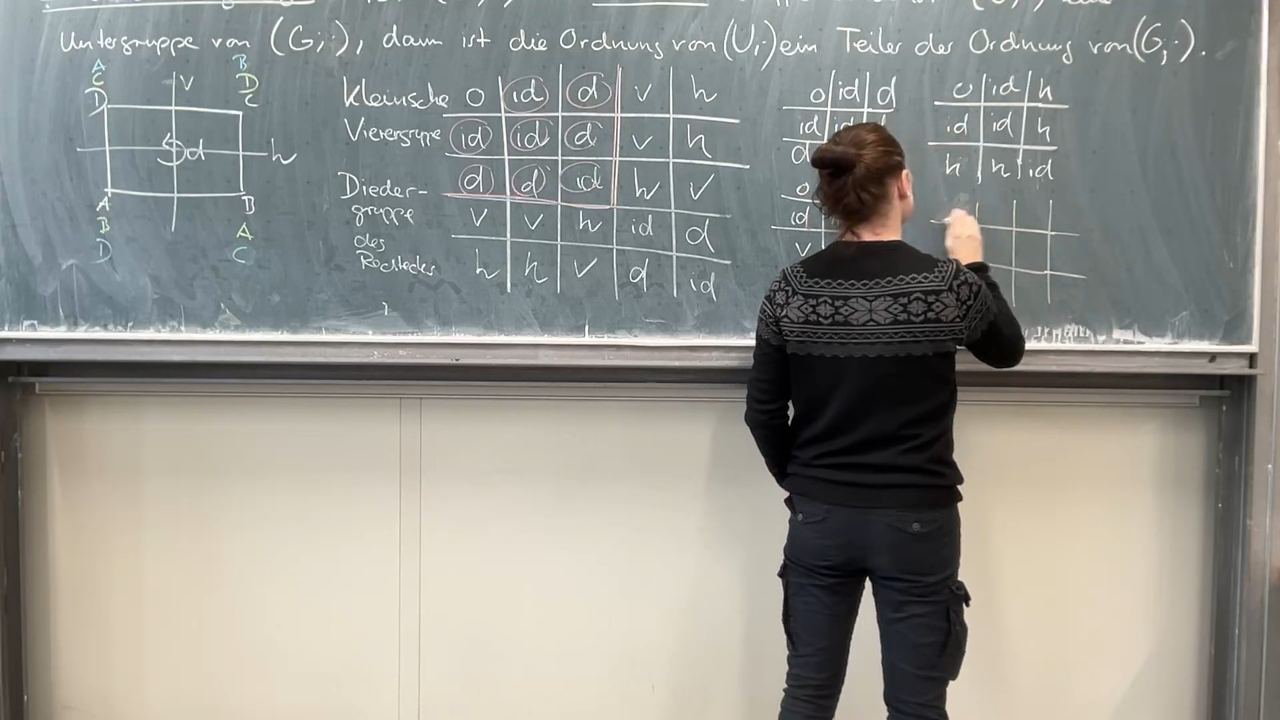 Untergruppe von (G,·), dann ist die Ordnung von (U,·) ein Teiler der Ordnung von (G,·).
A B
C v D
D C
d h
A B
B A
D C
Kleinsche
Vierergruppe
Dieder-
gruppe
des
Rechtecks
o id d v h
id id d v h
d d id h v
v v h id d
h h v d id
o id d
id id
d
o
id
v
o id h
id id h
h h id